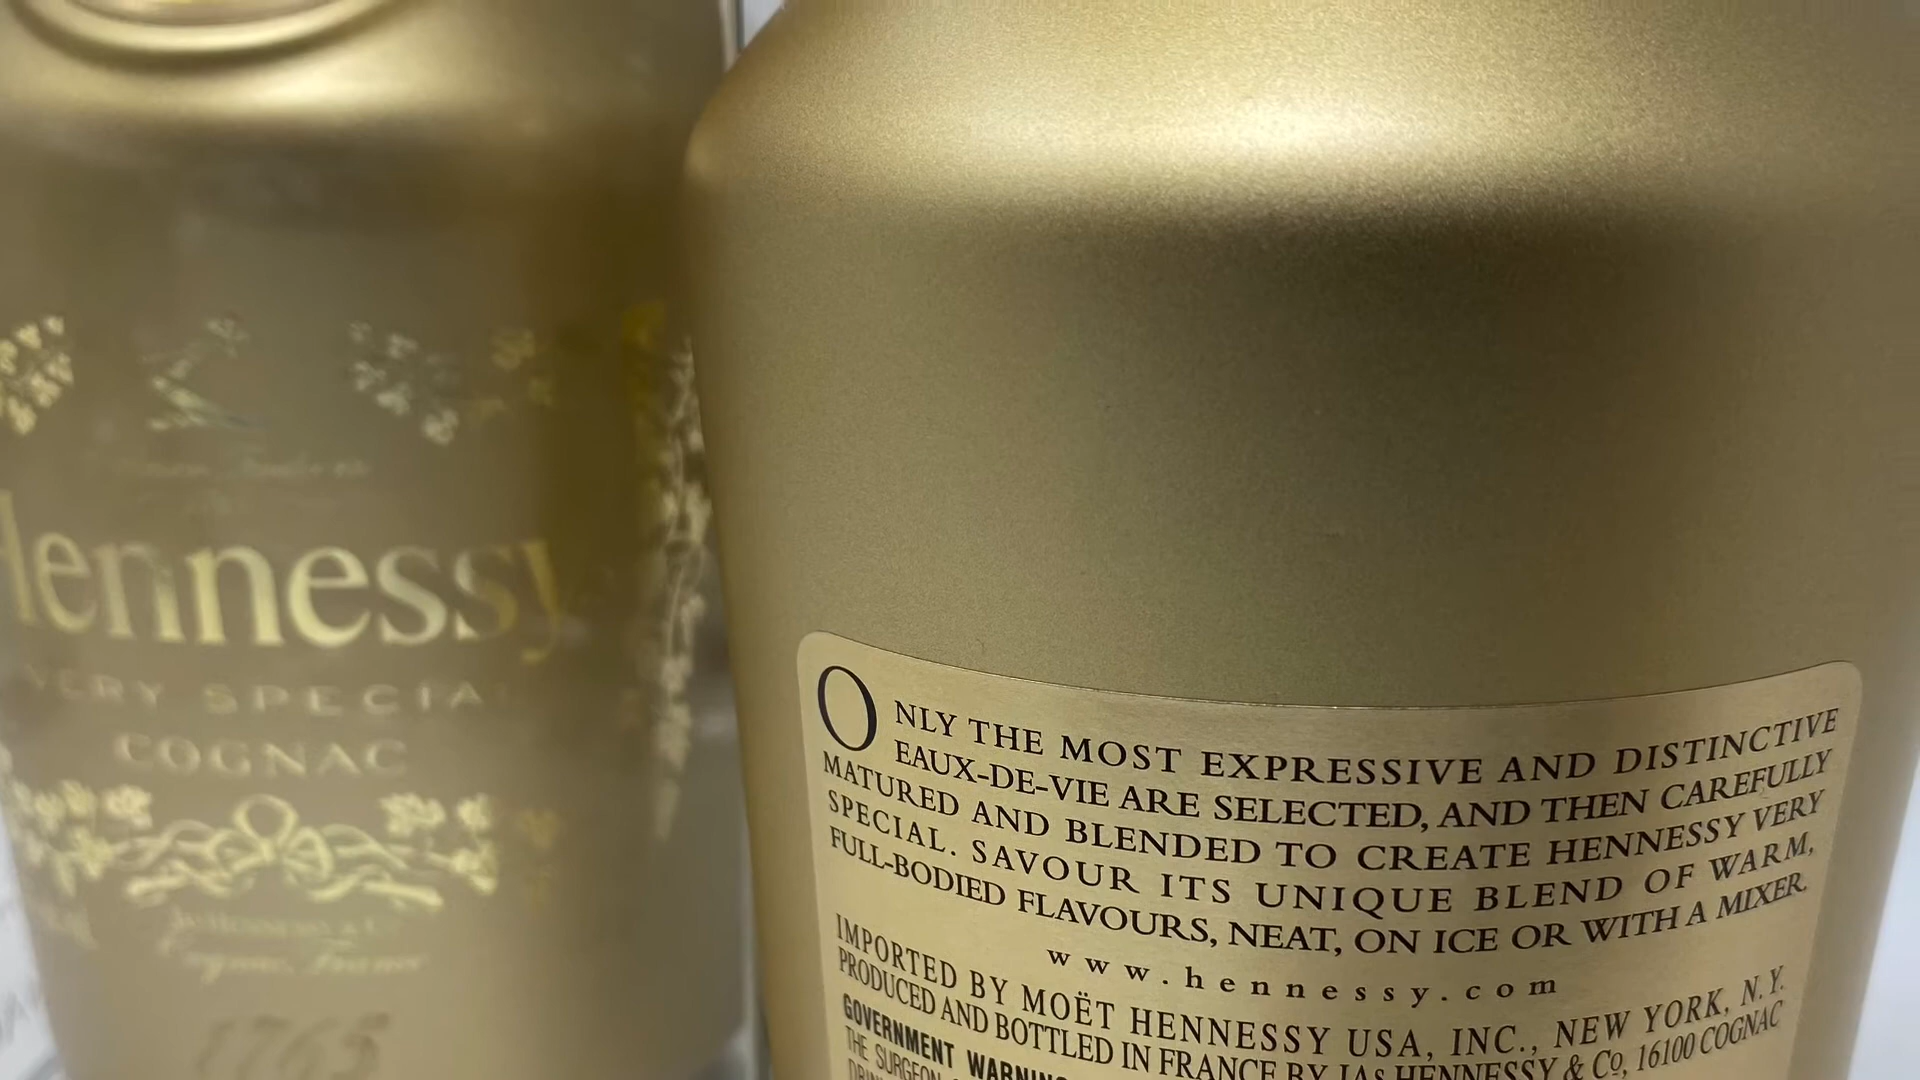 Hennessy
VERY SPECIA
COGNAC
Cognac, France
1765
ONLY THE MOST EXPRESSIVE AND DISTINCTIVE
EAUX-DE-VIE ARE SELECTED, AND THEN CAREFULLY
MATURED AND BLENDED TO CREATE HENNESSY VERY
SPECIAL. SAVOUR ITS UNIQUE BLEND OF WARM,
FULL-BODIED FLAVOURS, NEAT, ON ICE OR WITH A MIXER.
www.hennessy.com
IMPORTED BY MOËT HENNESSY USA, INC., NEW YORK, N.Y.
PRODUCED AND BOTTLED IN FRANCE BY JAs HENNESSY & Co, 16100 COGNAC
GOVERNMENT WARNING
THE SURGEON